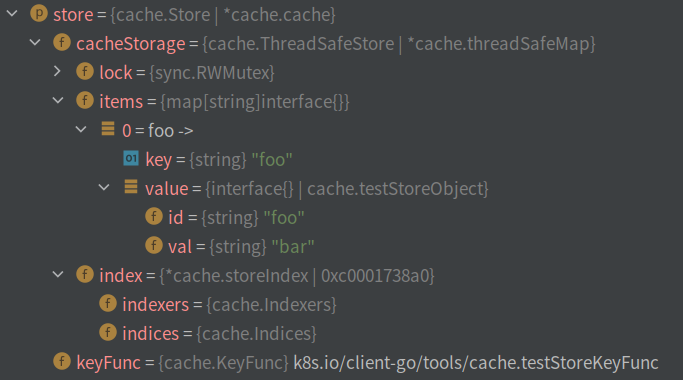 p store = {cache.Store | *cache.cache}
f cacheStorage = {cache.ThreadSafeStore | *cache.threadSafeMap}
f lock = {sync.RWMutex}
f items = {map[string]interface{}}
0 = foo ->
01 key = {string} "foo"
value = {interface{} | cache.testStoreObject}
f id = {string} "foo"
f val = {string} "bar"
f index = {*cache.storeIndex | 0xc0001738a0}
f indexers = {cache.Indexers}
f indices = {cache.Indices}
f keyFunc = {cache.KeyFunc} k8s.io/client-go/tools/cache.testStoreKeyFunc